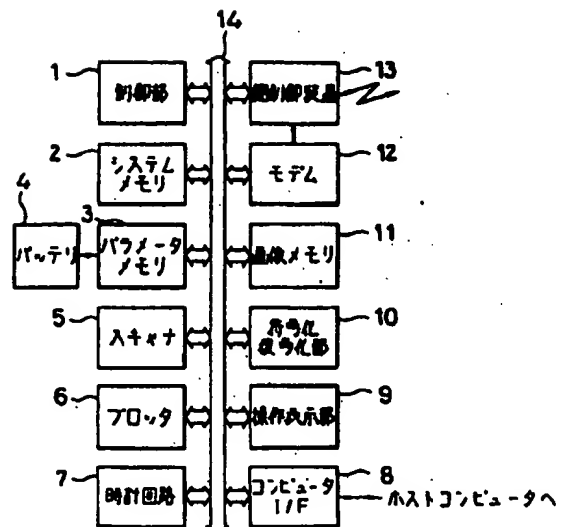 14
1
制御部
13
網制御装置
2
システム
メモリ
12
モデム
4
バッテリ
3
パラメータ
メモリ
11
画像メモリ
5
スキャナ
10
符号化
復号化部
6
プロッタ
9
操作表示部
7
時計回路
8
コンピュータ
I/F
ホストコンピュータへ